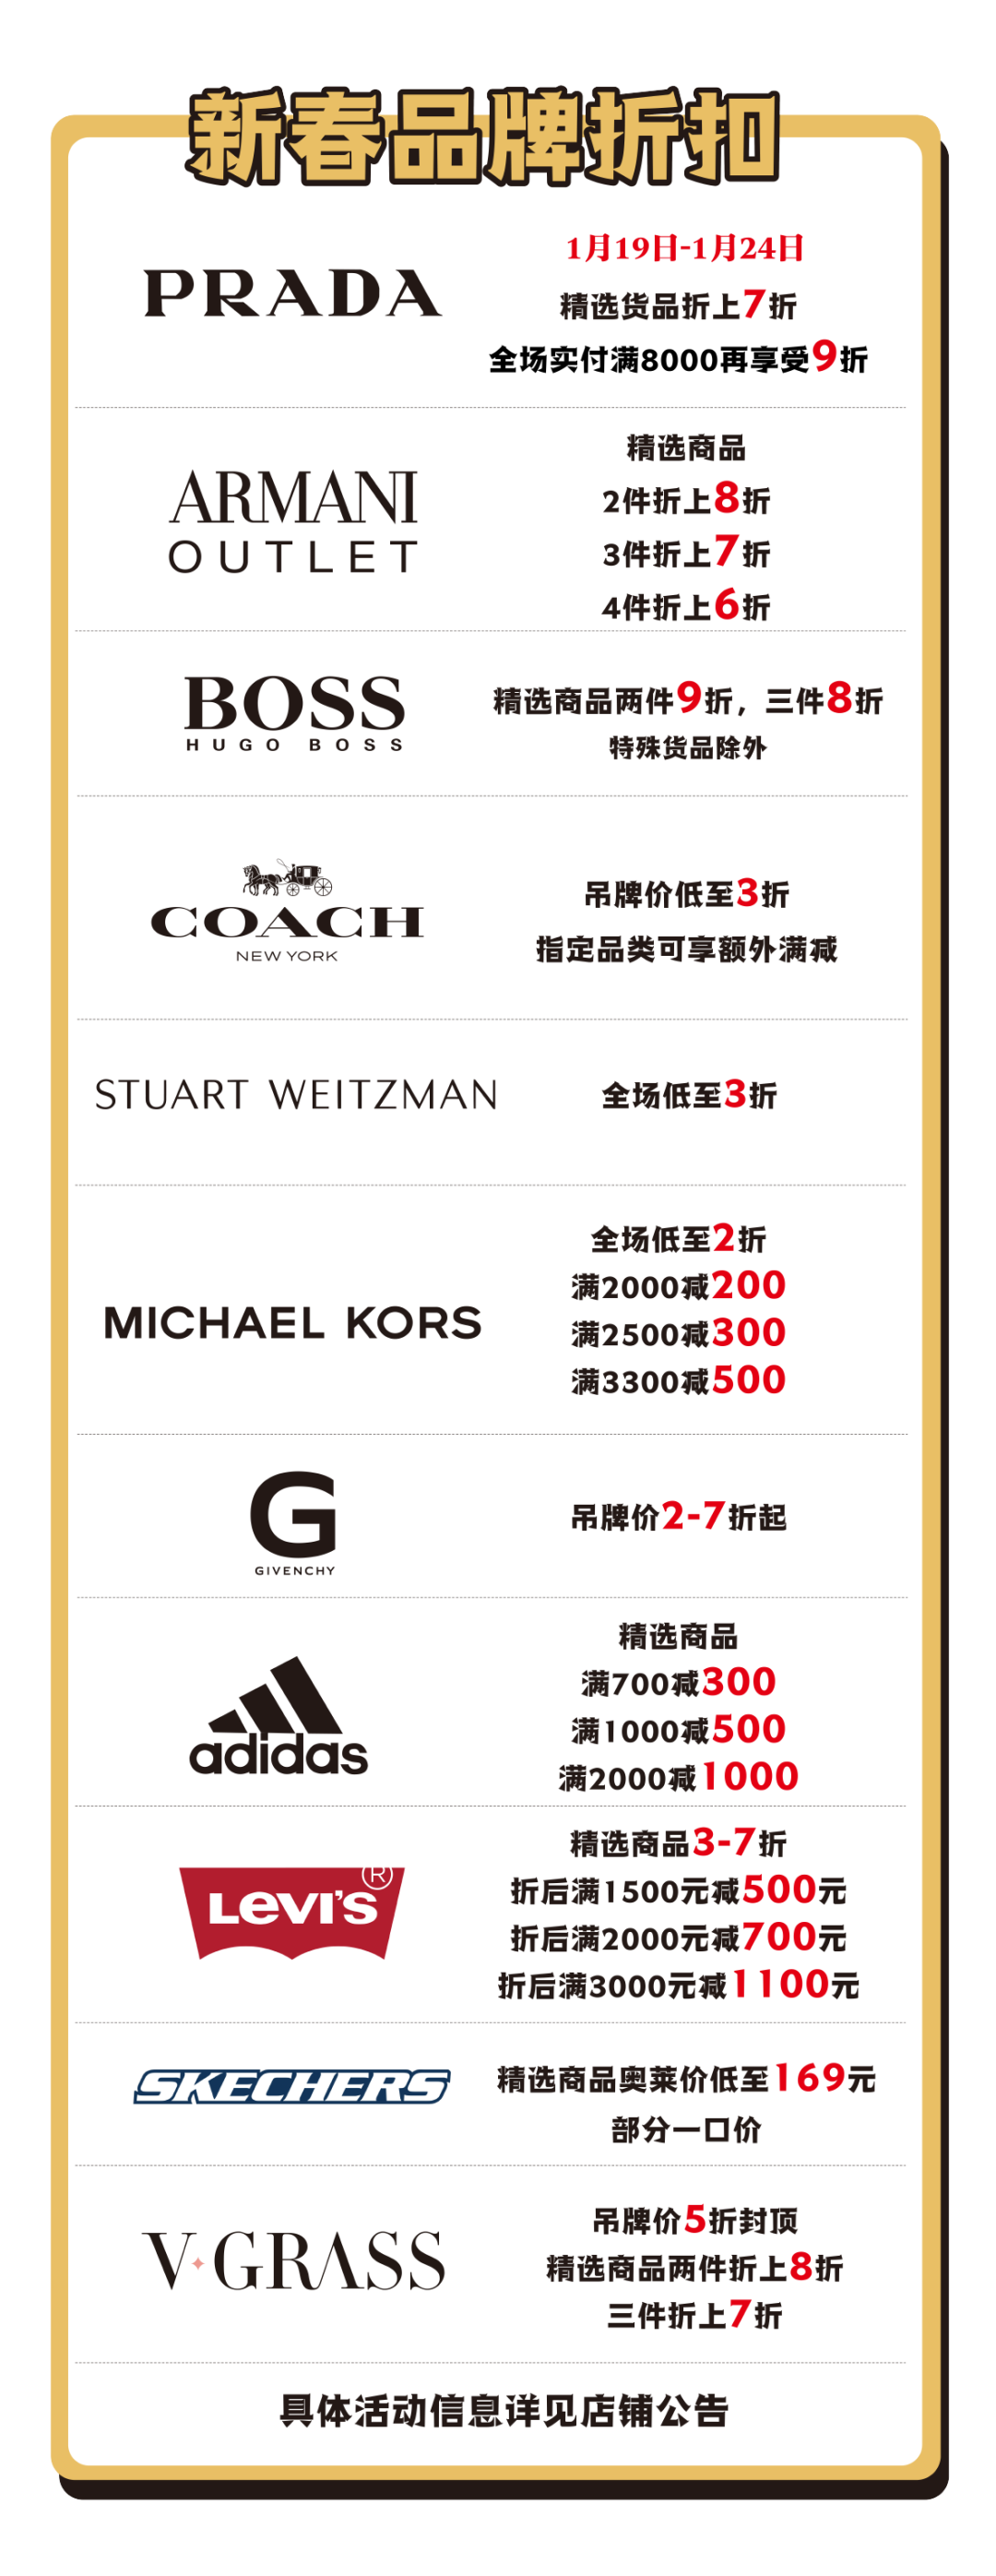 新春品牌折扣
PRADA
1月19日-1月24日
精选货品折上7折
全场实付满8000再享受9折
ARMANI
OUTLET
精选商品
2件折上8折
3件折上7折
4件折上6折
BOSS
HUGO BOSS
精选商品两件9折，三件8折
特殊货品除外
COACH
NEW YORK
吊牌价低至3折
指定品类可享额外满减
STUART WEITZMAN
全场低至3折
MICHAEL KORS
全场低至2折
满2000减200
满2500减300
满3300减500
G
GIVENCHY
吊牌价2-7折起
adidas
精选商品
满700减300
满1000减500
满2000减1000
LEVI'S®
精选商品3-7折
折后满1500元减500元
折后满2000元减700元
折后满3000元减1100元
SKECHERS
精选商品奥莱价低至169元
部分一口价
V·GRASS
吊牌价5折封顶
精选商品两件折上8折
三件折上7折
具体活动信息详见店铺公告